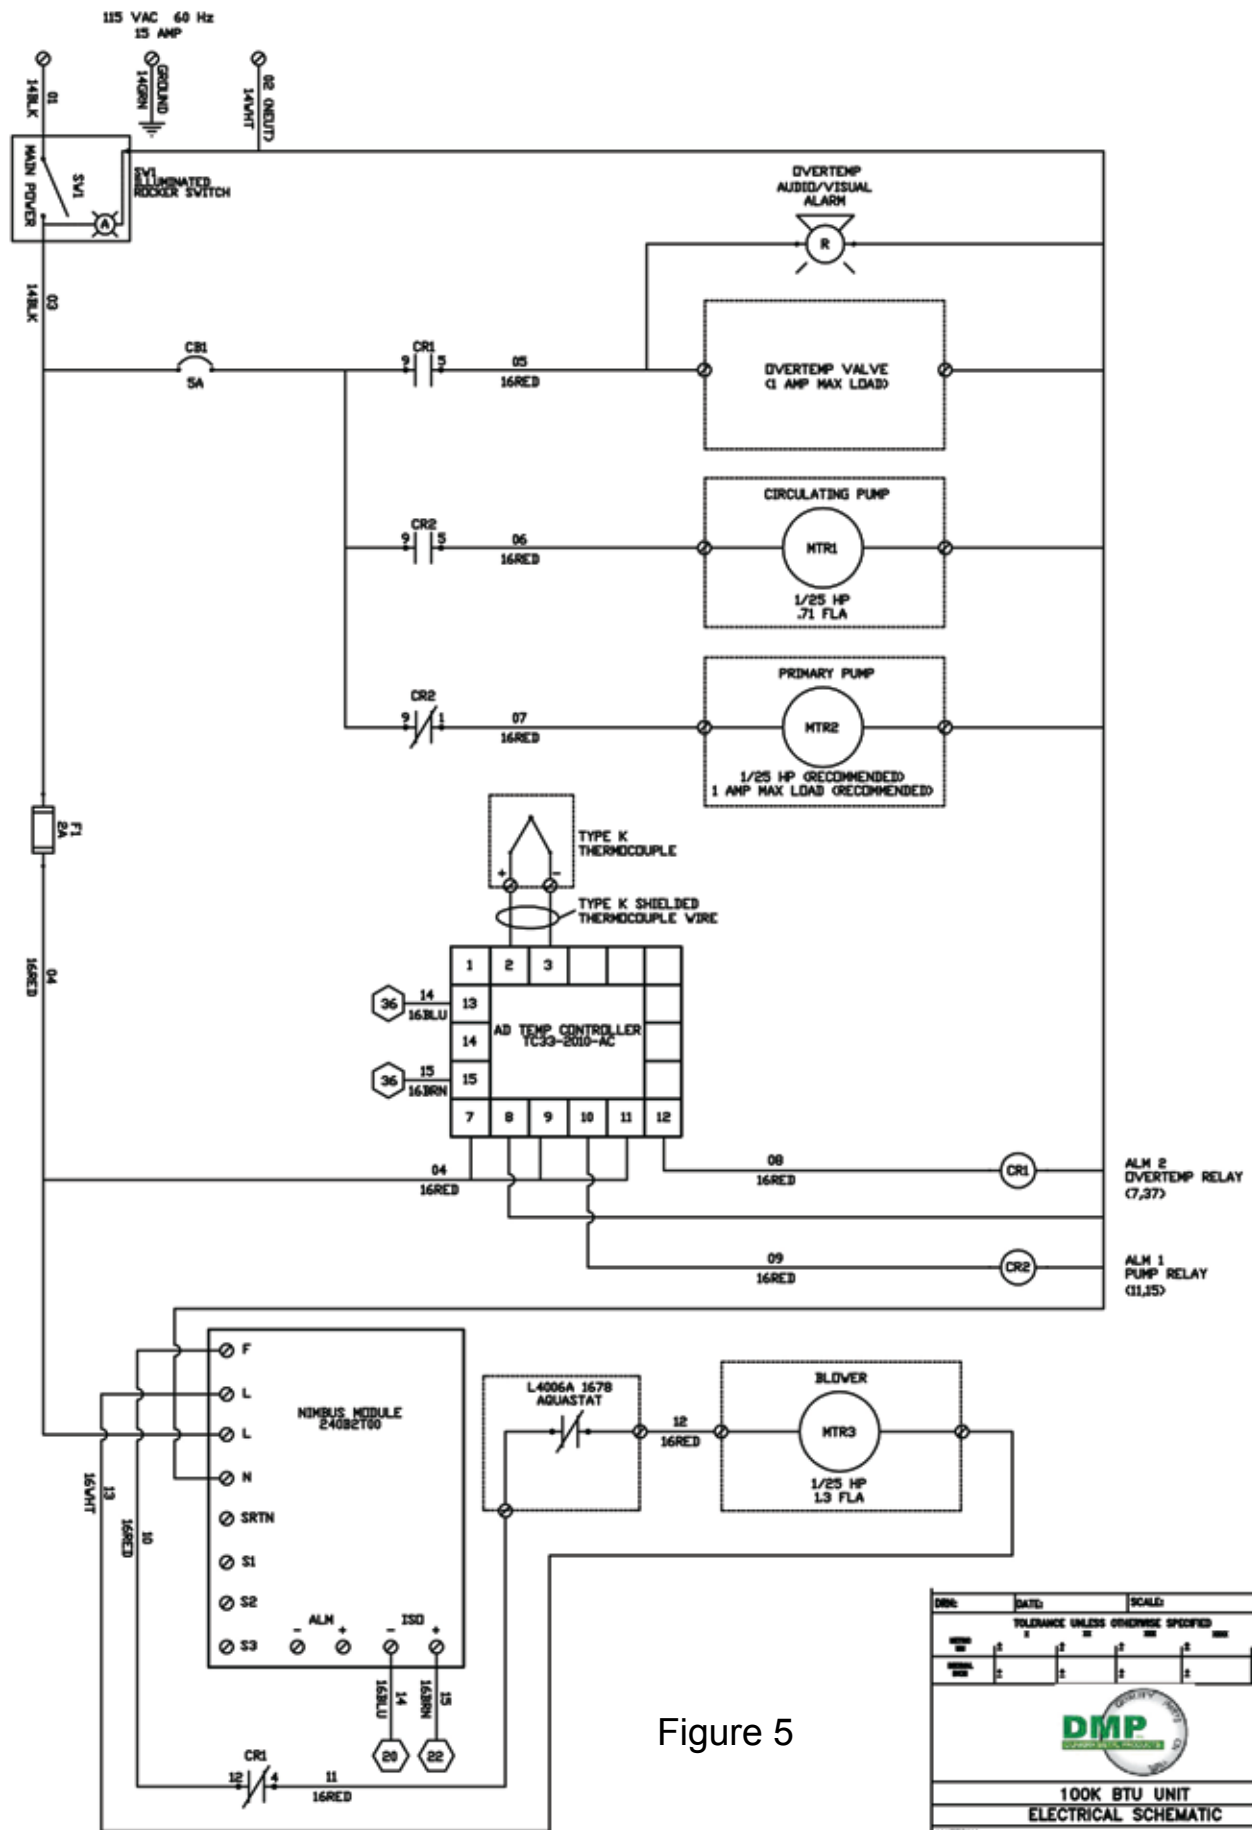 115 VAC 60 Hz
15 AMP
01
14BLK
GROUND
14GRN
02 (NEUT)
14WHT
MAIN POWER
SW1
A
SW1
ILLUMINATED
ROCKER SWITCH
03
14BLK
OVERTEMP
AUDIO/VISUAL
ALARM
R
CB1
5A
CR1
9 5
05
16RED
OVERTEMP VALVE
(1 AMP MAX LOAD)
CR2
9 5
06
16RED
CIRCULATING PUMP
MTR1
1/25 HP
.71 FLA
CR2
9 1
07
16RED
PRIMARY PUMP
MTR2
1/25 HP (RECOMMENDED)
1 AMP MAX LOAD (RECOMMENDED)
F1
2A
04
16RED
TYPE K
THERMOCOUPLE
+ -
TYPE K SHIELDED
THERMOCOUPLE WIRE
1 2 3
36 14 13
16BLU
AD TEMP CONTROLLER
TC33-2010-AC
14
36 15 15
16BRN
7 8 9 10 11 12
04
16RED
08
16RED
CR1
ALM 2
OVERTEMP RELAY
(7,37)
09
16RED
CR2
ALM 1
PUMP RELAY
(11,15)
F
L
L
N
SRTN
S1
S2
S3
NIMBUS MODULE
240B2T00
ALM
- +
ISO
- +
13
16WHT
10
16RED
14
16BLU
15
16BRN
20
22
L4006A 1678
AQUASTAT
12
16RED
BLOWER
MTR3
1/25 HP
1.3 FLA
CR1
12 4
11
16RED
Figure 5
DRN: DATE: SCALE:
TOLERANCE UNLESS OTHERWISE SPECIFIED
DMP
100K BTU UNIT
ELECTRICAL SCHEMATIC